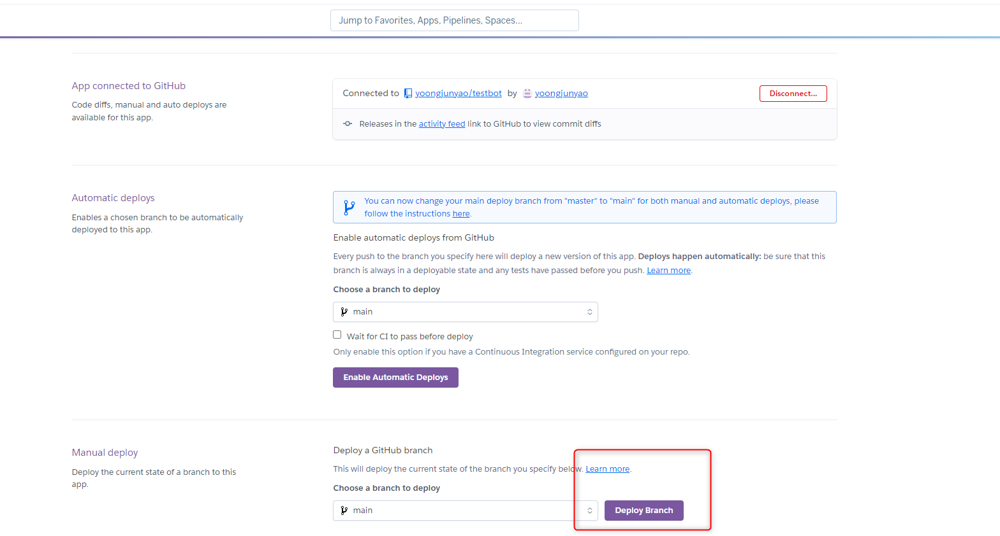 Jump to Favorites, Apps, Pipelines, Spaces...
App connected to GitHub
Code diffs, manual and auto deploys are
available for this app.
Connected to yoongjunyao/testbot by yoongjunyao
Disconnect...
Releases in the activity feed link to GitHub to view commit diffs
Automatic deploys
Enables a chosen branch to be automatically
deployed to this app.
You can now change your main deploy branch from "master" to "main" for both manual and automatic deploys, please
follow the instructions here.
Enable automatic deploys from GitHub
Every push to the branch you specify here will deploy a new version of this app. Deploys happen automatically: be sure that this
branch is always in a deployable state and any tests have passed before you push. Learn more.
Choose a branch to deploy
main
Wait for CI to pass before deploy
Only enable this option if you have a Continuous Integration service configured on your repo.
Enable Automatic Deploys
Manual deploy
Deploy the current state of a branch to this
app.
Deploy a GitHub branch
This will deploy the current state of the branch you specify below. Learn more.
Choose a branch to deploy
main
Deploy Branch